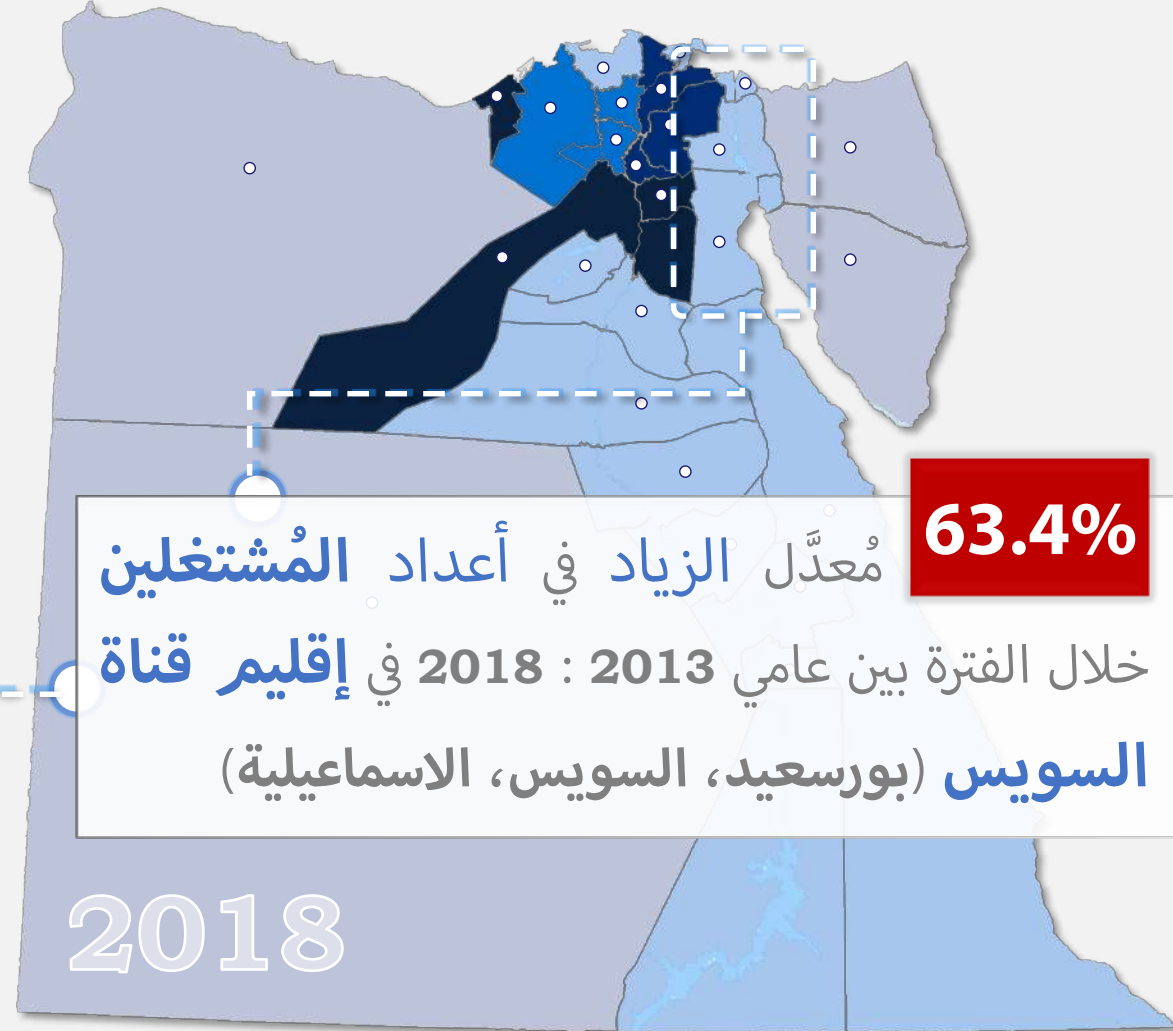 63.4% مُعدَّل الزياد في أعداد المُشتغلين
خلال الفترة بين عامي 2013 : 2018 في إقليم قناة
السويس (بورسعيد، السويس، الاسماعيلية)
2018